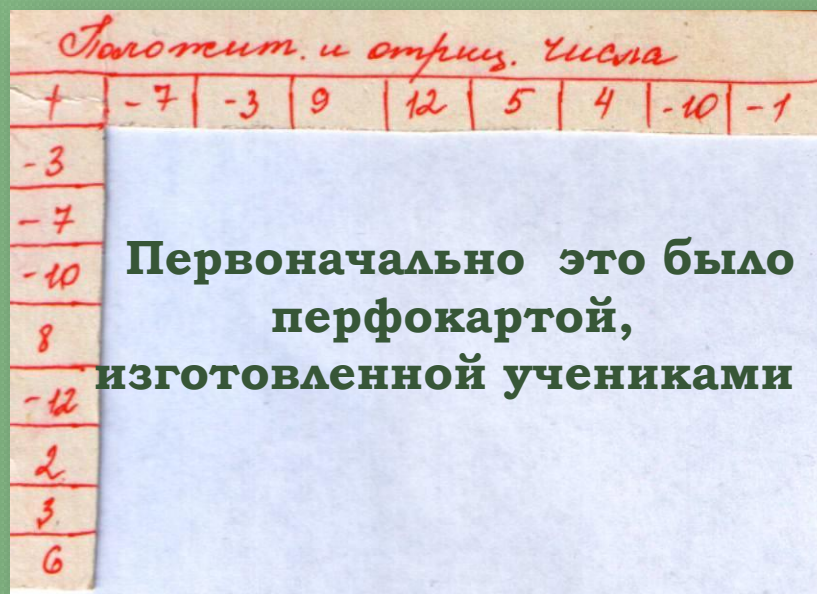 Положит. и отриц. числа
+ -7 -3 9 12 5 4 -10 -1
-3
-7
-10
8
-12
2
3
6
Первоначально это было
перфокартой,
изготовленной учениками